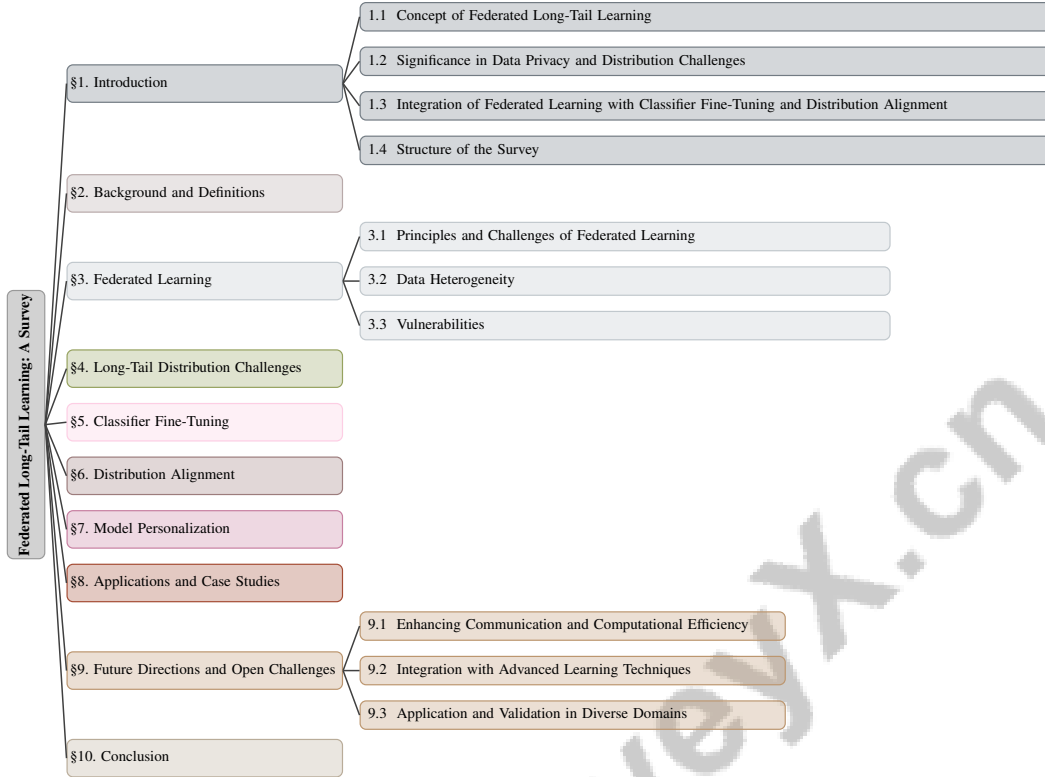 Federated Long-Tail Learning: A Survey
§1. Introduction
1.1 Concept of Federated Long-Tail Learning
1.2 Significance in Data Privacy and Distribution Challenges
1.3 Integration of Federated Learning with Classifier Fine-Tuning and Distribution Alignment
1.4 Structure of the Survey
§2. Background and Definitions
§3. Federated Learning
3.1 Principles and Challenges of Federated Learning
3.2 Data Heterogeneity
3.3 Vulnerabilities
§4. Long-Tail Distribution Challenges
§5. Classifier Fine-Tuning
§6. Distribution Alignment
§7. Model Personalization
§8. Applications and Case Studies
§9. Future Directions and Open Challenges
9.1 Enhancing Communication and Computational Efficiency
9.2 Integration with Advanced Learning Techniques
9.3 Application and Validation in Diverse Domains
§10. Conclusion
veyx.cn